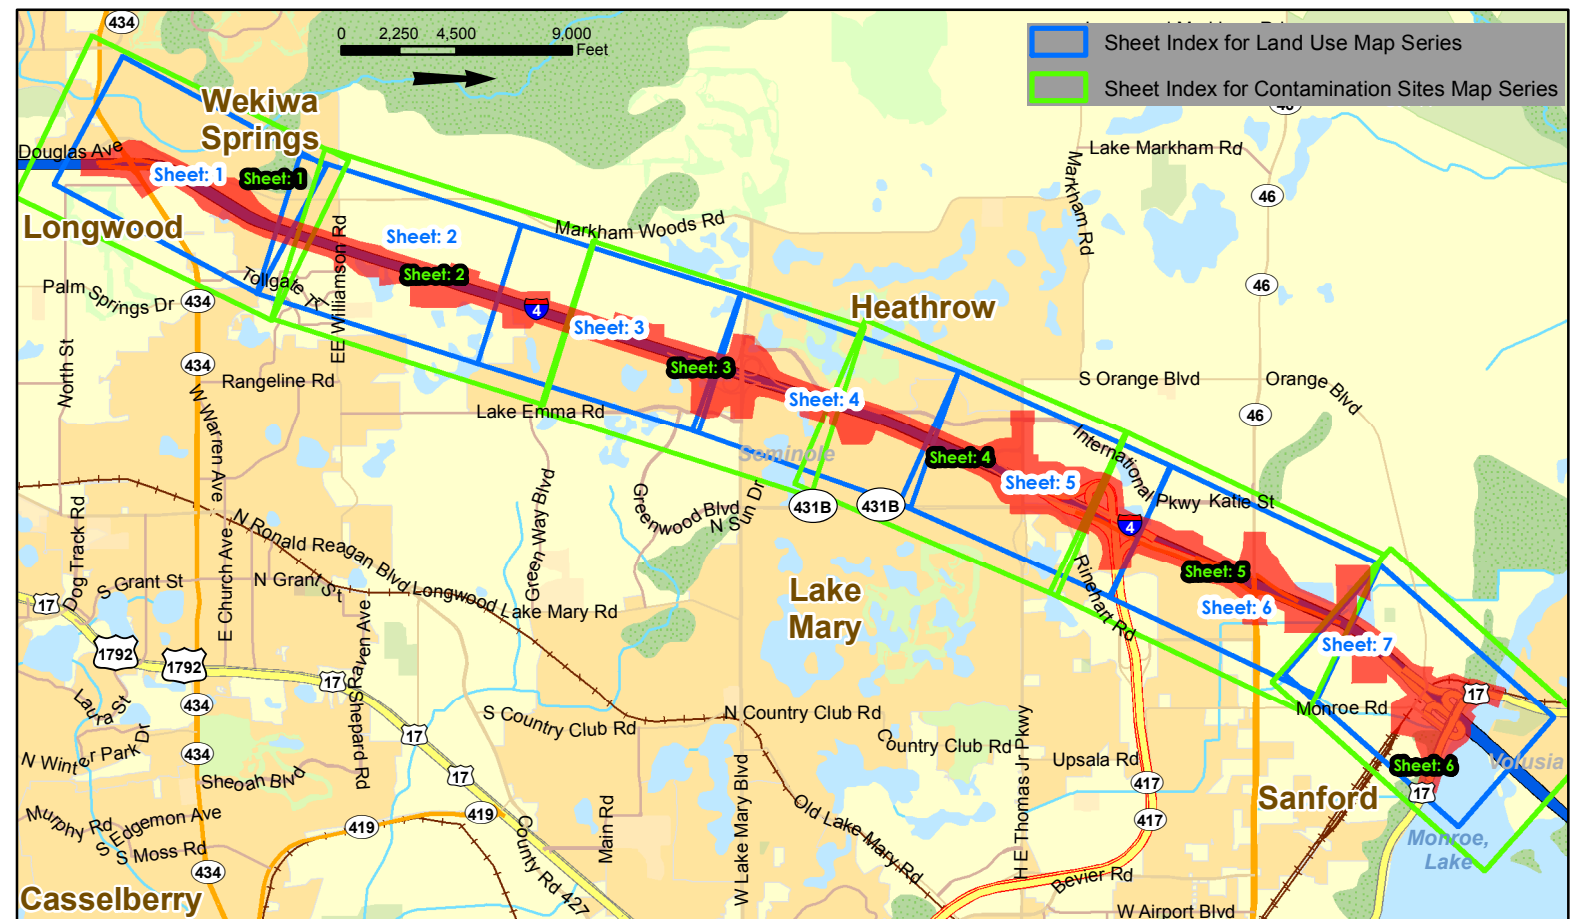 434
0 2,250 4,500 9,000
Feet
Sheet Index for Land Use Map Series
Sheet Index for Contamination Sites Map Series
Wekiwa
Springs
Douglas Ave
Sheet: 1
Sheet: 1
Longwood
Lake Markham Rd
Markham Rd
46
46
46
Markham Woods Rd
EE Williamson Rd
Sheet: 2
Sheet: 2
Tollgate Trl
Palm Springs Dr
434
434
North St
W Warren Ave
Rangeline Rd
4
Sheet: 3
Sheet: 3
Heathrow
Sheet: 4
Lake Emma Rd
Seminole
S Orange Blvd
Orange Blvd
Sheet: 4
Sheet: 5
International Pkwy
Katie St
4
431B
431B
Greenwood Blvd
N Sun Dr
Green Way Blvd
Dog Track Rd
E Church Ave
N Ronald Reagan Blvd
S Grant St
N Grant St
Longwood Lake Mary Rd
Lake
Mary
Rinehart Rd
Sheet: 5
Sheet: 6
Sheet: 7
17
1792
1792
17
S Raven Ave
Shepard Rd
Laura St
434
434
17
17
N Winter Park Dr
Sheoah Blvd
Murphy Rd
S Edgemon Ave
S Moss Rd
419
419
434
Casselberry
S Country Club Rd
N Country Club Rd
Country Club Rd
County Rd 427
Main Rd
W Lake Mary Blvd
Old Lake Mary Rd
H E Thomas Jr Pkwy
Upsala Rd
417
417
Bevier Rd
W Airport Blvd
Monroe Rd
17
Sheet: 6
17
Volusia
Sanford
Monroe,
Lake